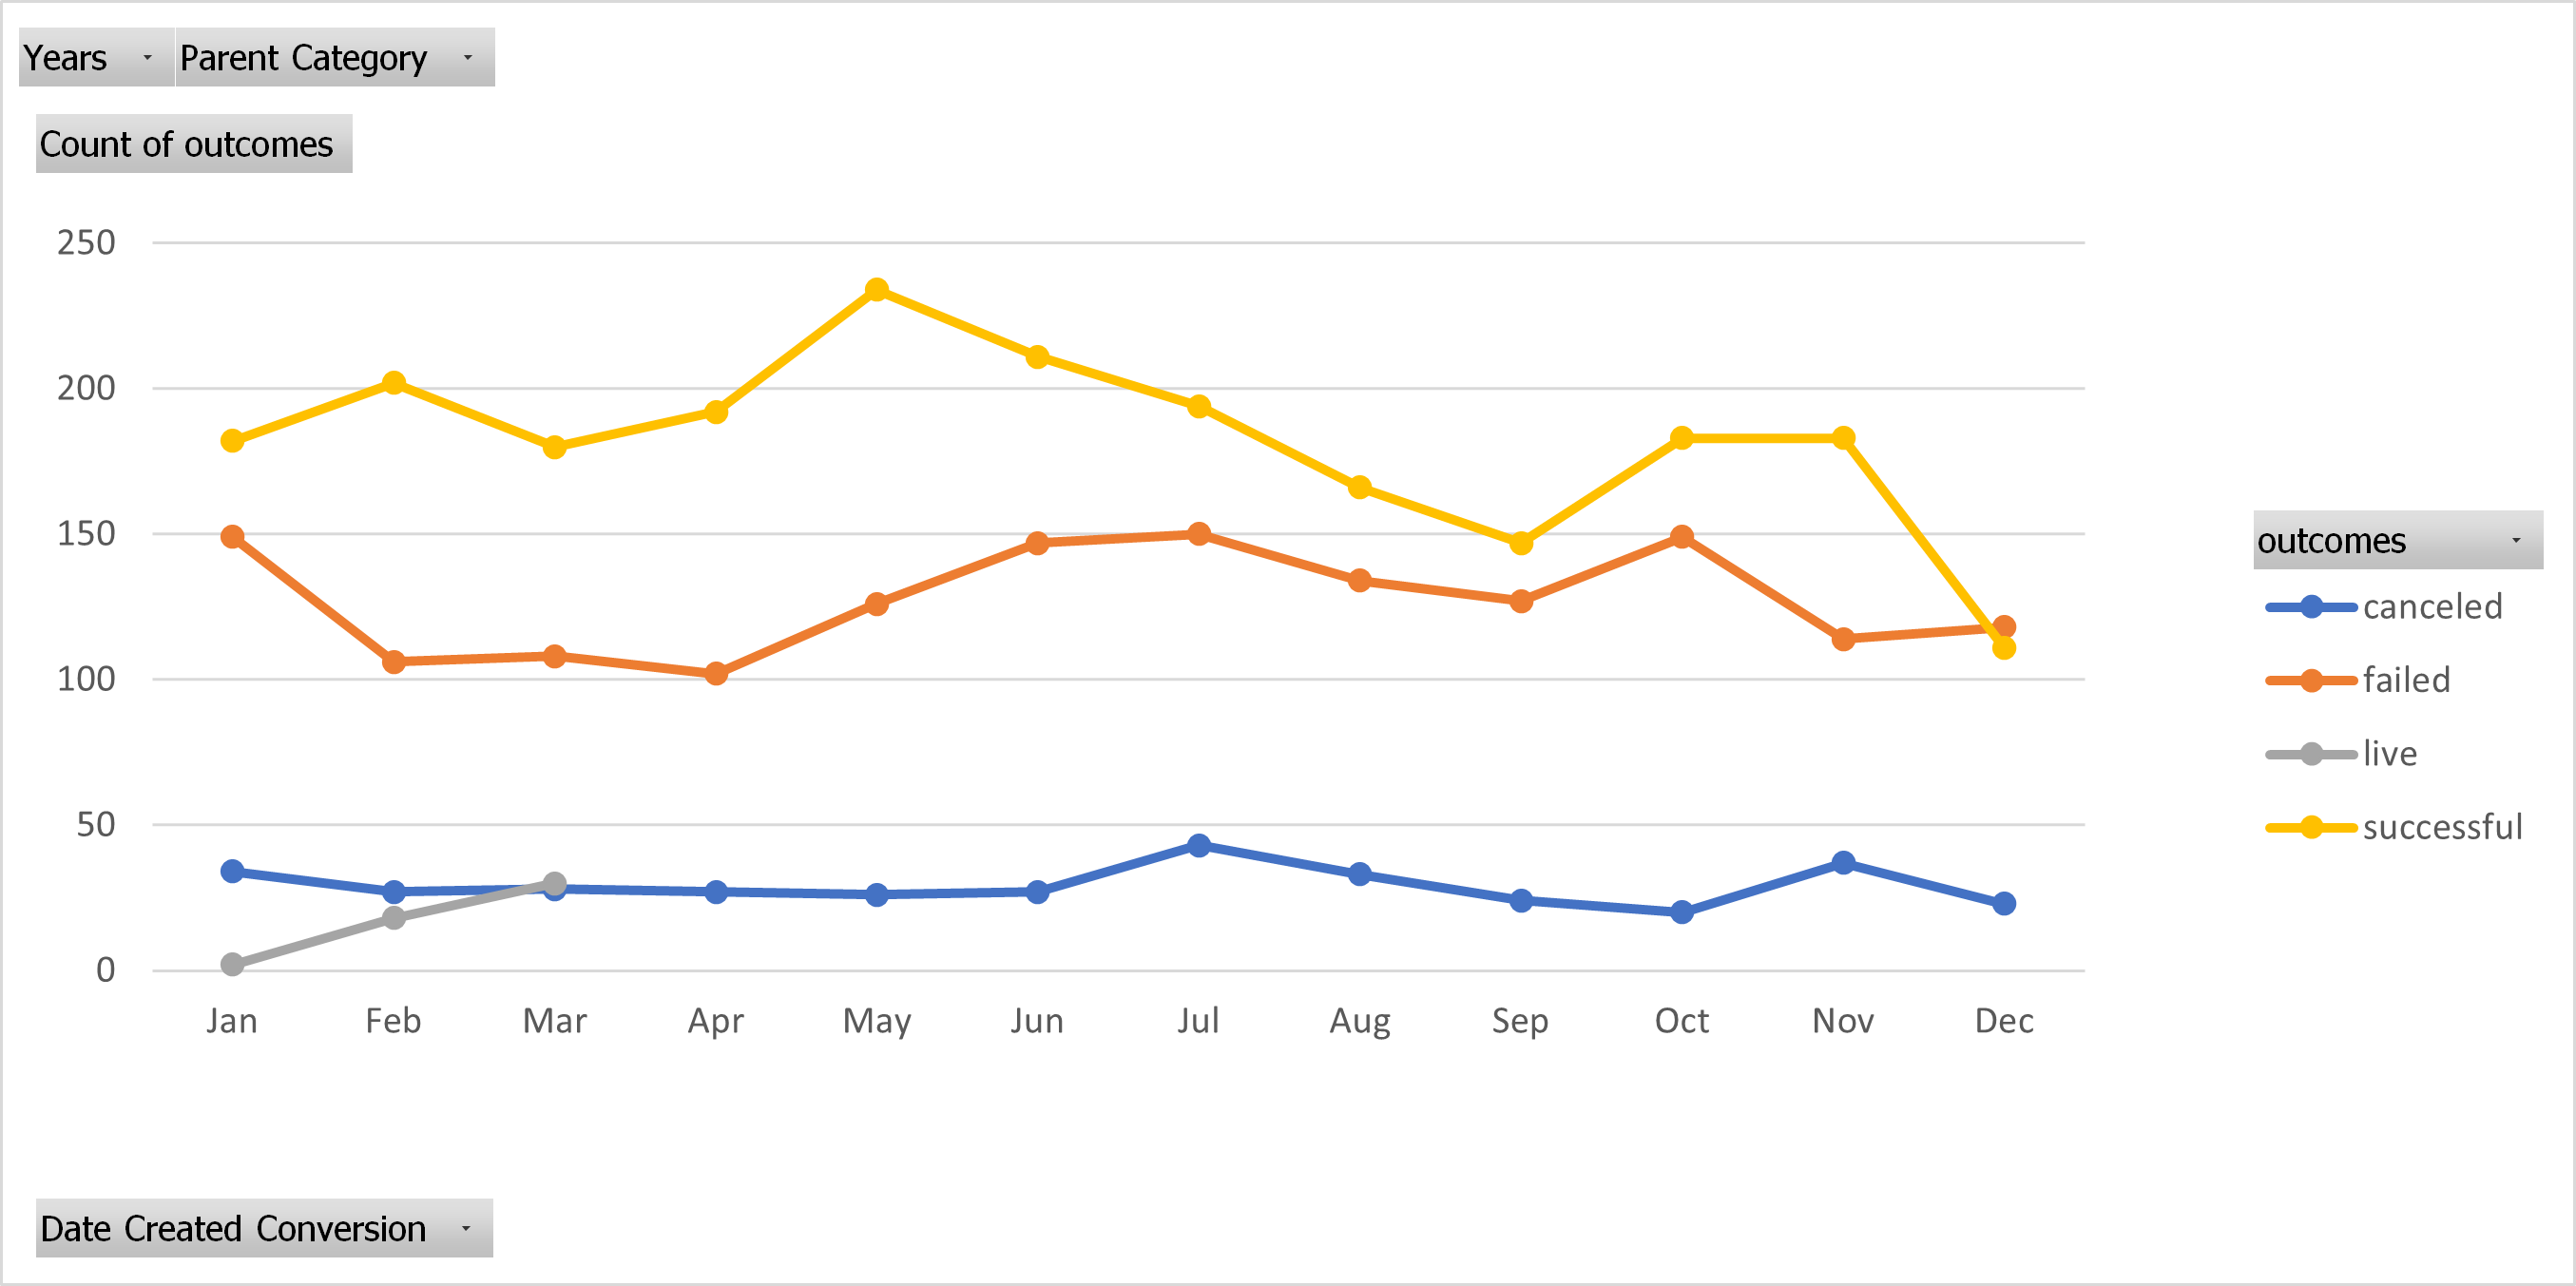 Years Parent Category
Count of outcomes
250
200
150
100
50
0
Jan Feb Mar Apr May Jun Jul Aug Sep Oct Nov Dec
outcomes
canceled
failed
live
successful
Date Created Conversion